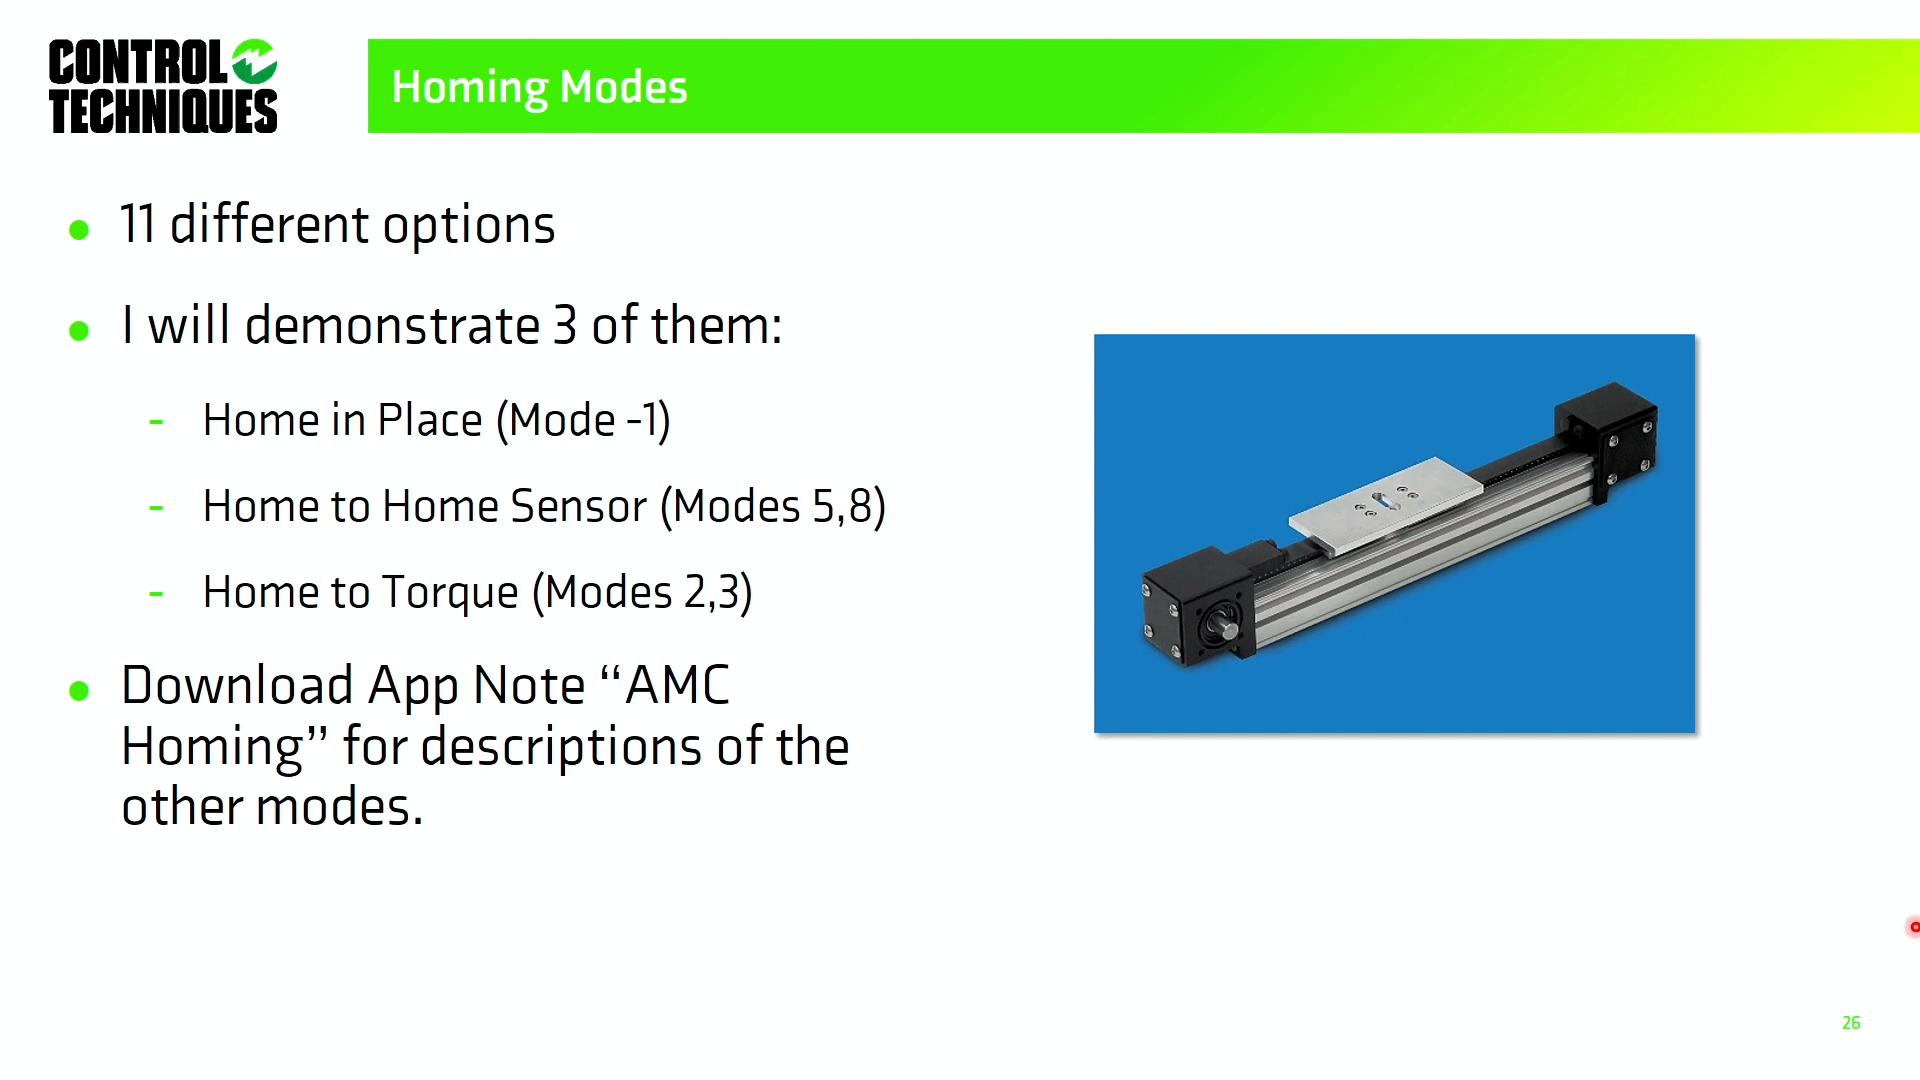 CONTROL
TECHNIQUES
Homing Modes
11 different options
I will demonstrate 3 of them:
- Home in Place (Mode -1)
- Home to Home Sensor (Modes 5,8)
- Home to Torque (Modes 2,3)
Download App Note “AMC
Homing” for descriptions of the
other modes.
26